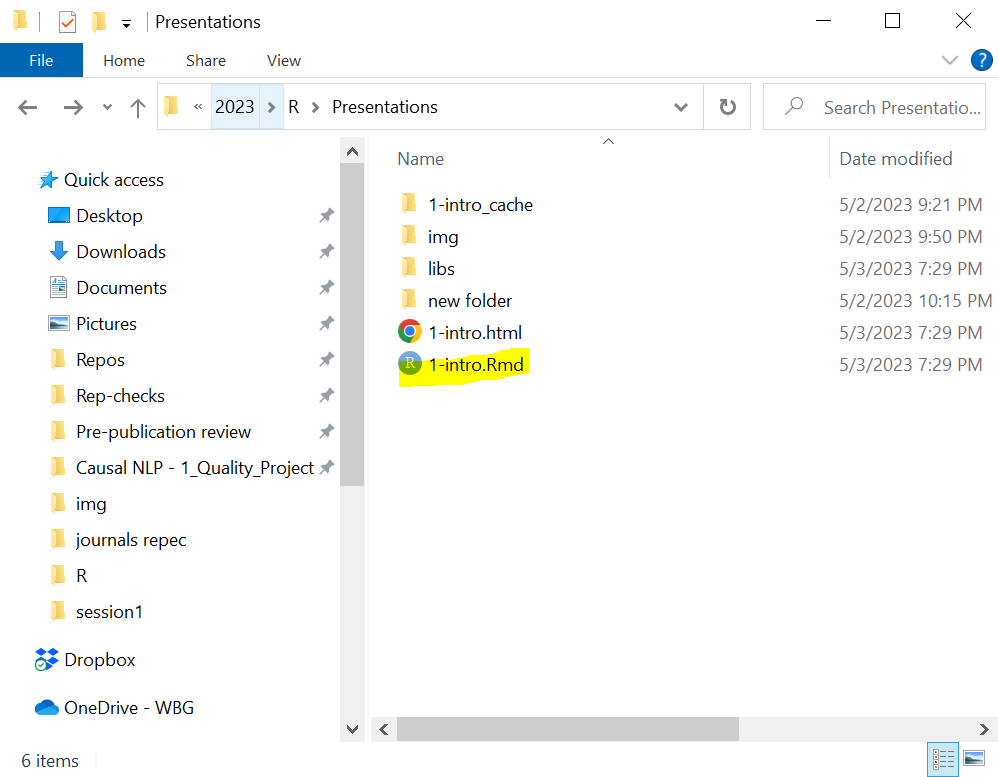 Presentations
File Home Share View
« 2023 > R > Presentations Search Presentatio...
Name Date modified
Quick access
Desktop
Downloads
Documents
Pictures
Repos
Rep-checks
Pre-publication review
Causal NLP - 1_Quality_Project
img
journals repec
R
session1
Dropbox
OneDrive - WBG
1-intro_cache 5/2/2023 9:21 PM
img 5/2/2023 9:50 PM
libs 5/3/2023 7:29 PM
new folder 5/2/2023 10:15 PM
1-intro.html 5/3/2023 7:29 PM
R 1-intro.Rmd 5/3/2023 7:29 PM
6 items